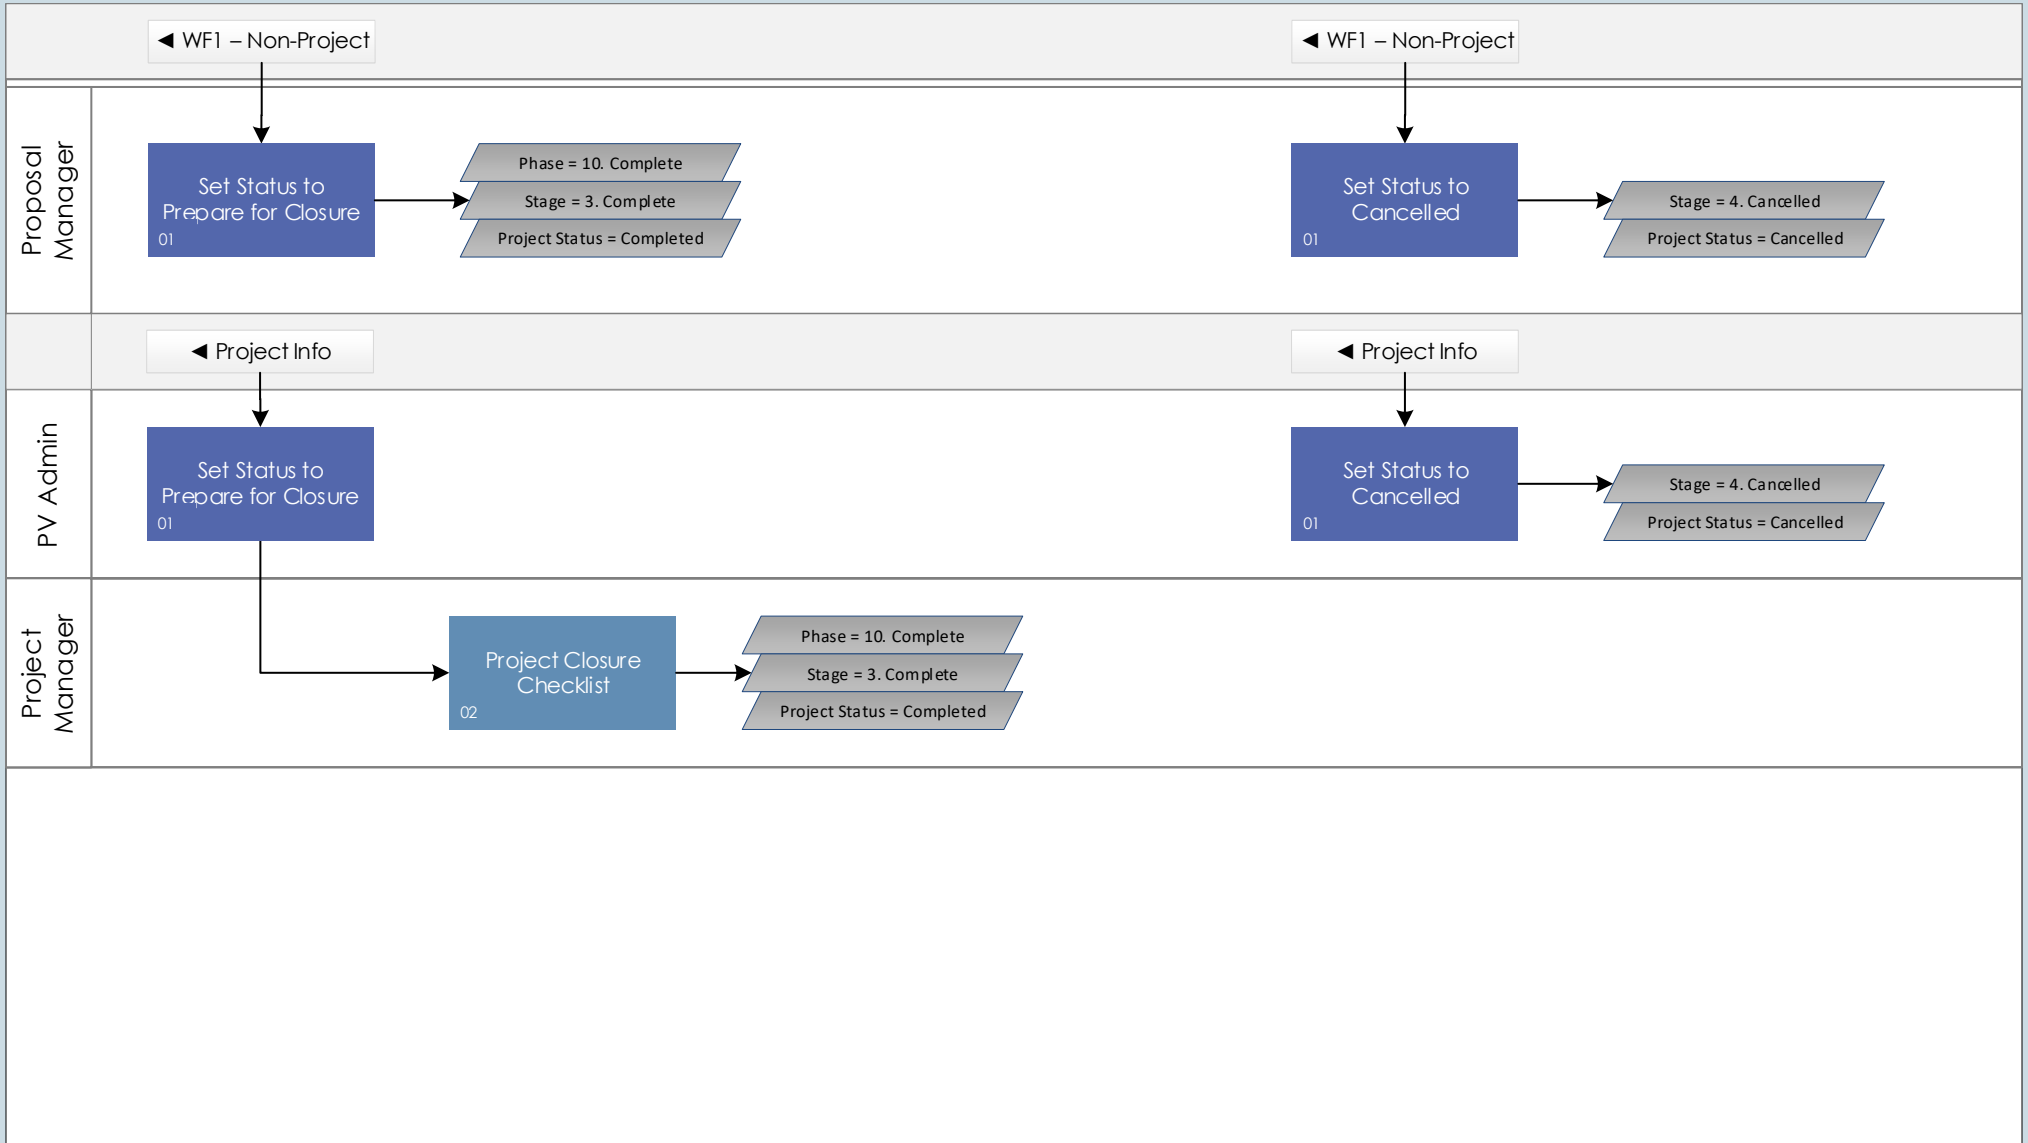 ◄ WF1 – Non-Project
◄ WF1 – Non-Project
Proposal
Manager
Set Status to
Prepare for Closure
01
Phase = 10. Complete
Stage = 3. Complete
Project Status = Completed
Set Status to
Cancelled
01
Stage = 4. Cancelled
Project Status = Cancelled
◄ Project Info
◄ Project Info
PV Admin
Set Status to
Prepare for Closure
01
Set Status to
Cancelled
01
Stage = 4. Cancelled
Project Status = Cancelled
Project
Manager
Project Closure
Checklist
02
Phase = 10. Complete
Stage = 3. Complete
Project Status = Completed